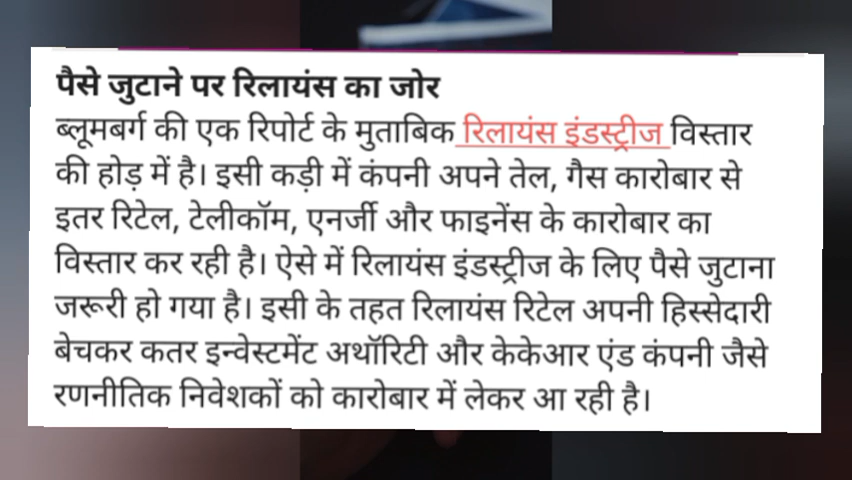 पैसे जुटाने पर रिलायंस का जोर
ब्लूमबर्ग की एक रिपोर्ट के मुताबिक रिलायंस इंडस्ट्रीज विस्तार
की होड़ में है। इसी कड़ी में कंपनी अपने तेल, गैस कारोबार से
इतर रिटेल, टेलीकॉम, एनर्जी और फाइनेंस के कारोबार का
विस्तार कर रही है। ऐसे में रिलायंस इंडस्ट्रीज के लिए पैसे जुटाना
जरूरी हो गया है। इसी के तहत रिलायंस रिटेल अपनी हिस्सेदारी
बेचकर कतर इन्वेस्टमेंट अथॉरिटी और केकेआर एंड कंपनी जैसे
रणनीतिक निवेशकों को कारोबार में लेकर आ रही है।